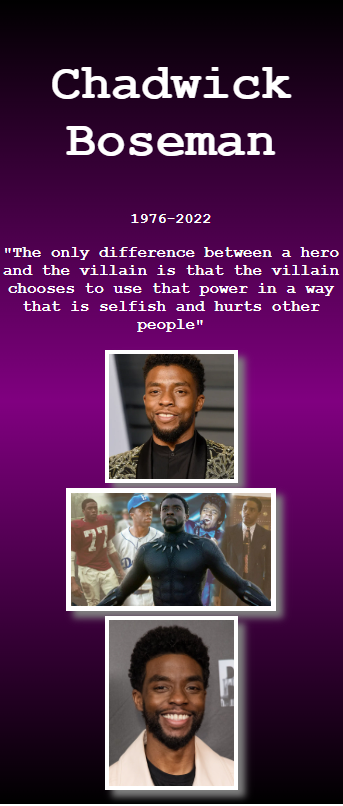 Chadwick
Boseman
1976-2022
"The only difference between a hero
and the villain is that the villain
chooses to use that power in a way
that is selfish and hurts other
people"
77